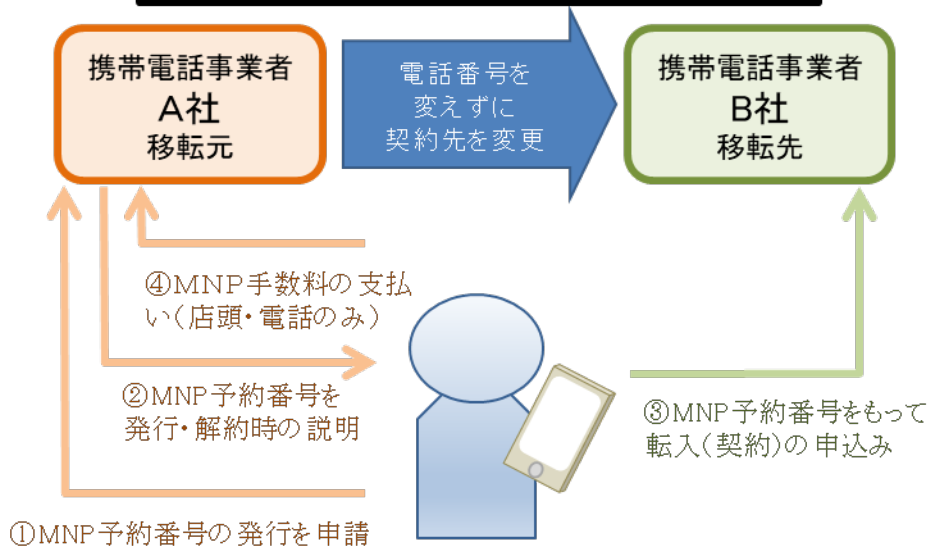 携帯電話事業者
A社
移転元
電話番号を
変えずに
契約先を変更
携帯電話事業者
B社
移転先
④MNP手数料の支払
い(店頭・電話のみ)
②MNP予約番号を
発行・解約時の説明
③MNP予約番号をもって
転入(契約)の申込み
①MNP予約番号の発行を申請